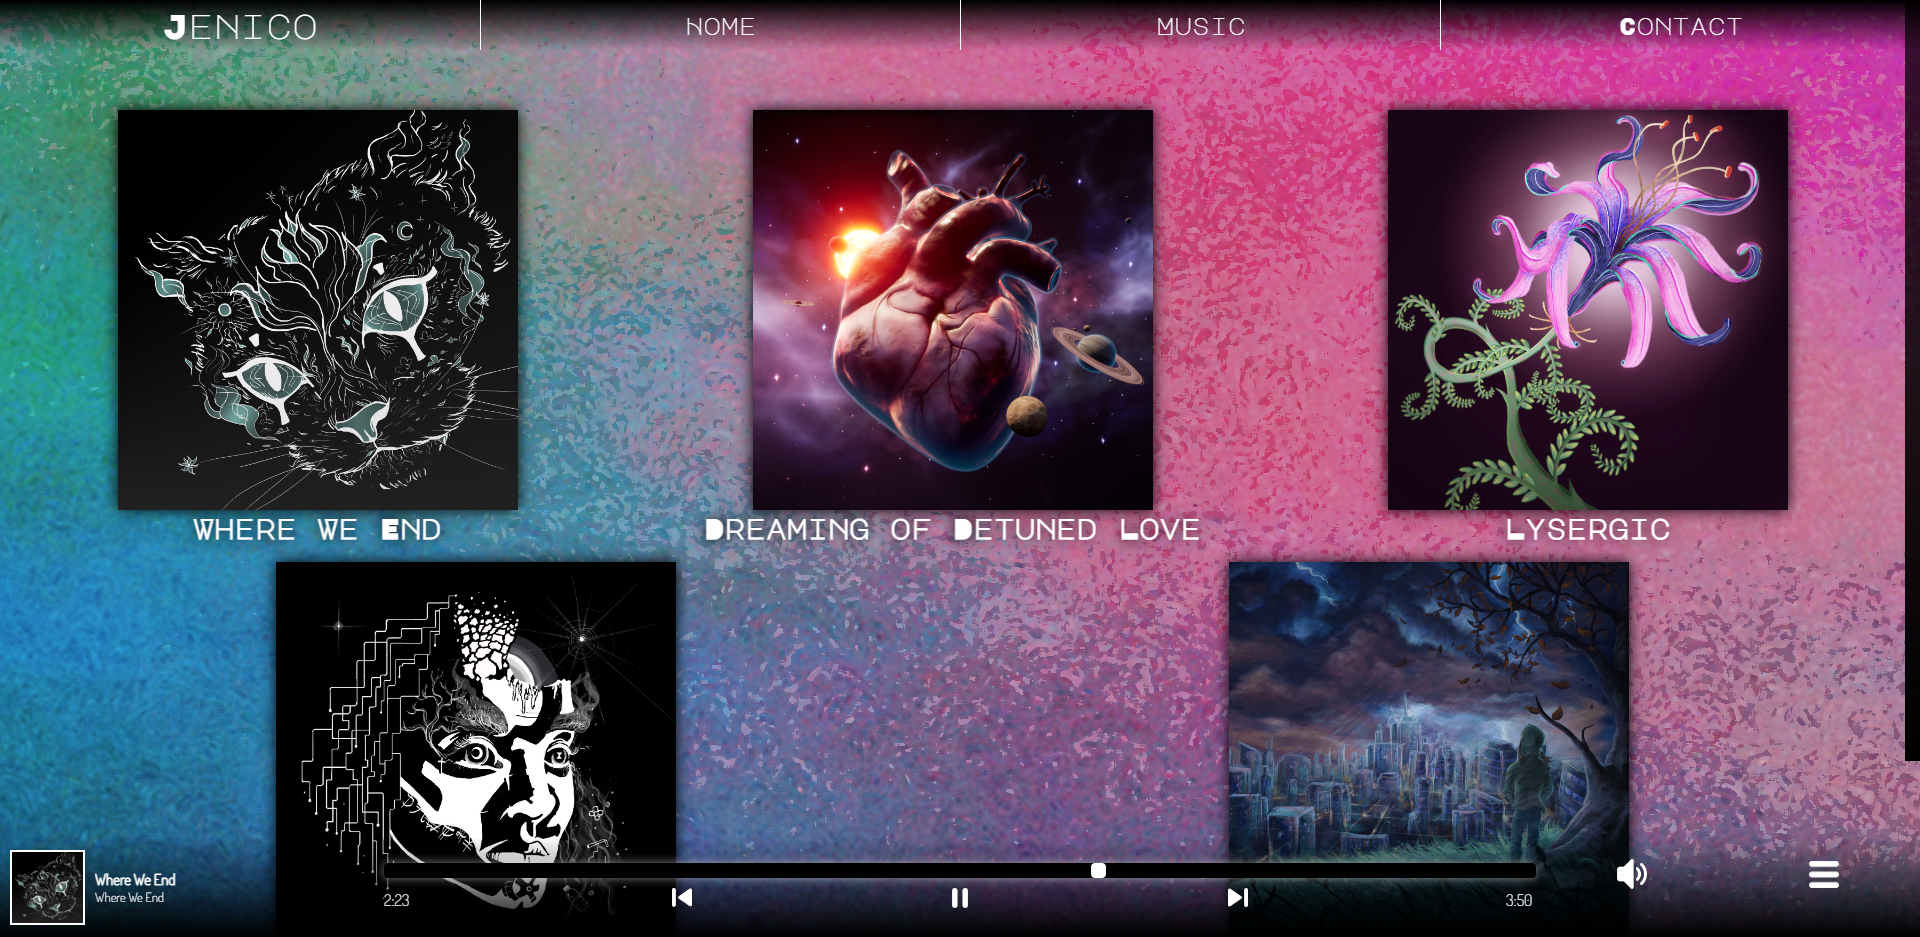 JENICO
HOME
MUSIC
CONTACT
WHERE WE END
DREAMING OF DETUNED LOVE
LYSERGIC
Where We End
Where We End
2:23
3:50